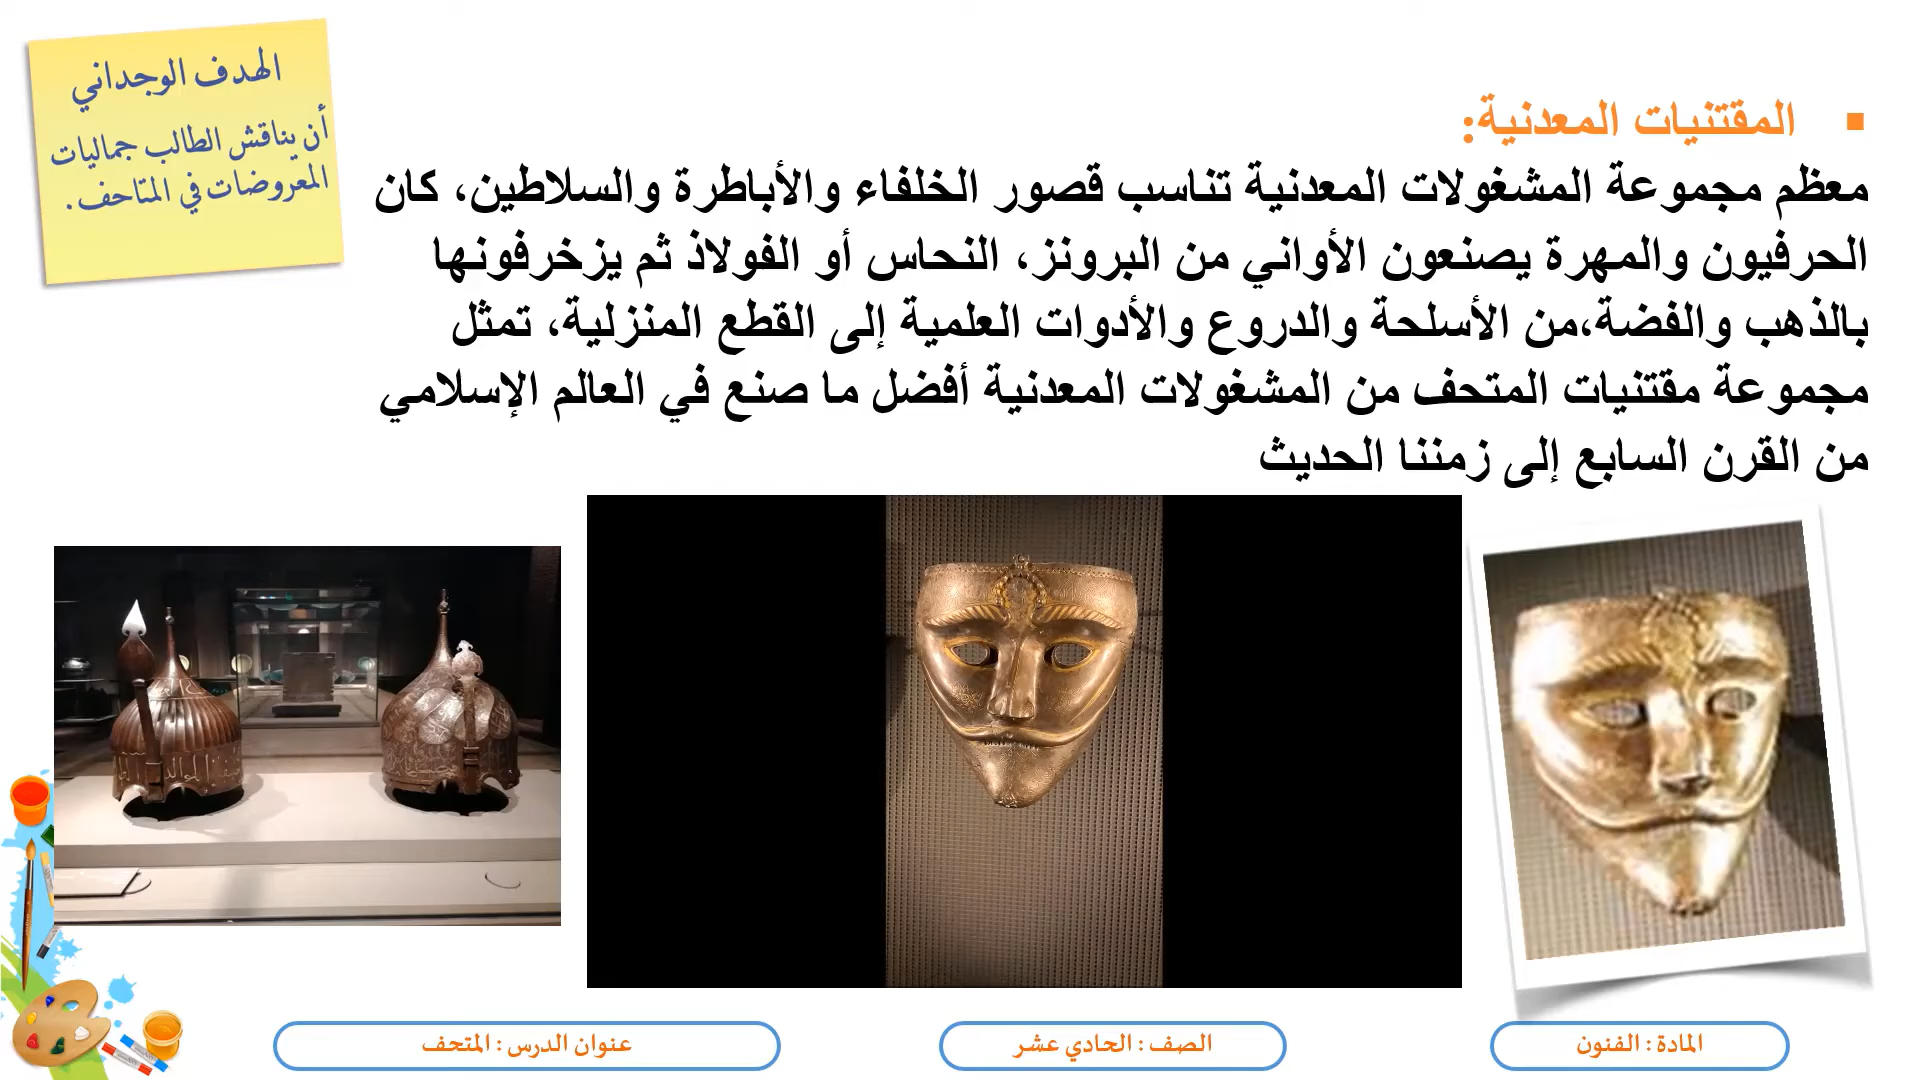 الهدف الوجداني
أن يناقش الطالب جماليات
المعروضات في المتاحف.
▪ المقتنيات المعدنية:
معظم مجموعة المشغولات المعدنية تناسب قصور الخلفاء والأباطرة والسلاطين، كان
الحرفيون والمهرة يصنعون الأواني من البرونز، النحاس أو الفولاذ ثم يزخرفونها
بالذهب والفضة،من الأسلحة والدروع والأدوات العلمية إلى القطع المنزلية، تمثل
مجموعة مقتنيات المتحف من المشغولات المعدنية أفضل ما صنع في العالم الإسلامي
من القرن السابع إلى زمننا الحديث
المادة : الفنون
الصف : الحادي عشر
عنوان الدرس : المتحف